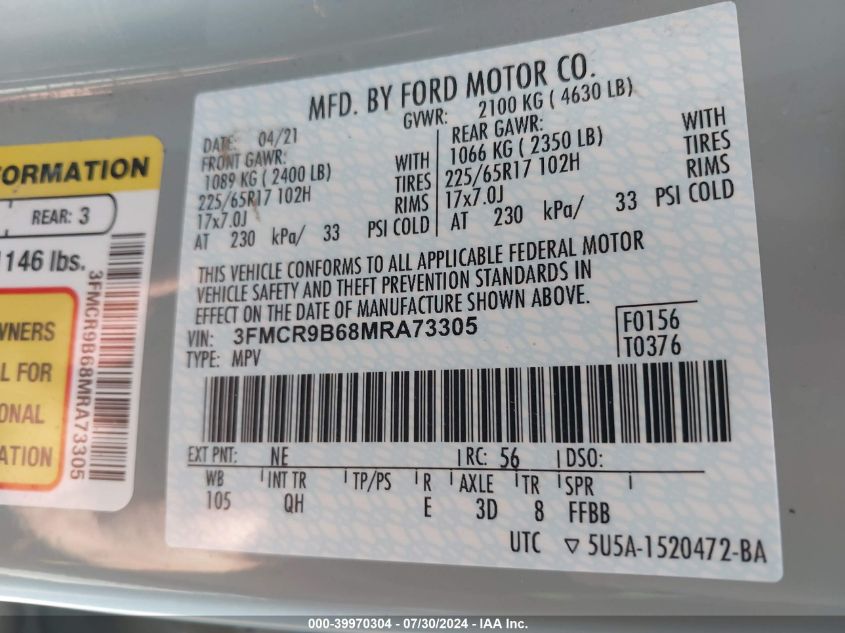 MFD. BY FORD MOTOR CO.
GVWR: 2100 KG ( 4630 LB)
DATE: 04/21
FRONT GAWR: WITH
1089 KG ( 2400 LB) TIRES
225/65R17 102H RIMS
17x7.0J
AT 230 kPa/ 33 PSI COLD
REAR GAWR: WITH
1066 KG ( 2350 LB) TIRES
225/65R17 102H RIMS
17x7.0J
AT 230 kPa/ 33 PSI COLD
THIS VEHICLE CONFORMS TO ALL APPLICABLE FEDERAL MOTOR
VEHICLE SAFETY AND THEFT PREVENTION STANDARDS IN
EFFECT ON THE DATE OF MANUFACTURE SHOWN ABOVE.
VIN: 3FMCR9B68MRA73305
TYPE: MPV
F0156
T0376
EXT PNT: NE RC: 56 DSO:
WB INT TR TP/PS R AXLE TR SPR
105 QH E 3D 8 FFBB
UTC ▽ 5U5A-1520472-BA
ORMATION
REAR: 3
1146 lbs.
WNERS
L FOR
ONAL
ATION
3FMCR9B68MRA73305
000-39970304 / 07/30/2024 - IAA Inc.